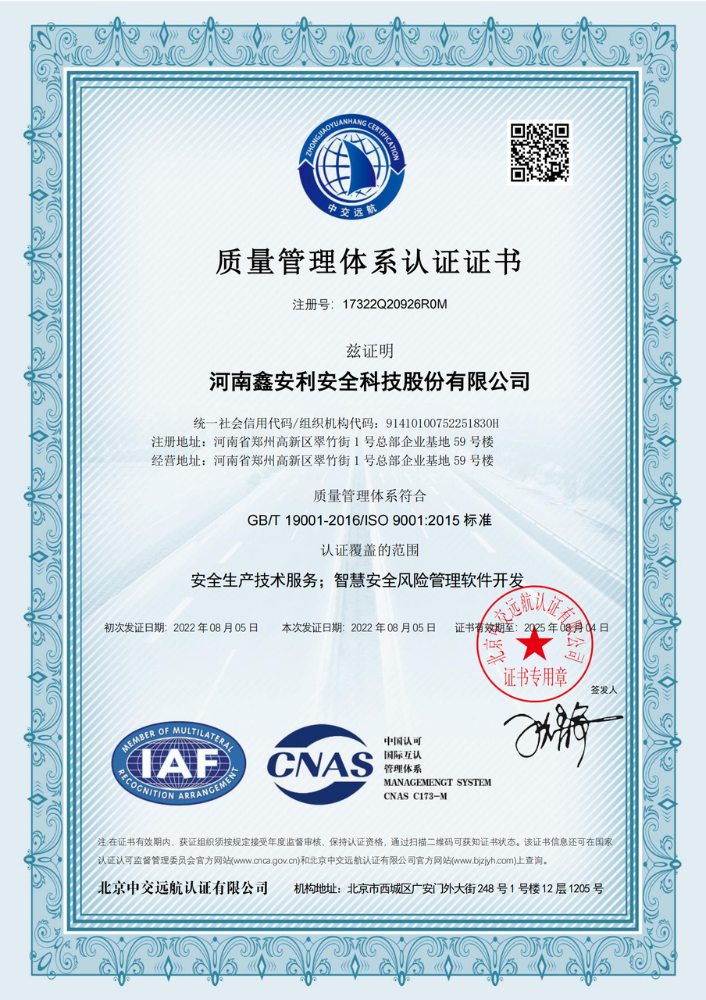 ZHONGJIAOYUANHANG CERTIFICATION
中交远航
质量管理体系认证证书
注册号：17322Q20926R0M
兹证明
河南鑫安利安全科技股份有限公司
统一社会信用代码/组织机构代码：91410100752251830H
注册地址：河南省郑州高新区翠竹街 1 号总部企业基地 59 号楼
经营地址：河南省郑州高新区翠竹街 1 号总部企业基地 59 号楼
质量管理体系符合
GB/T 19001-2016/ISO 9001:2015 标准
认证覆盖的范围
安全生产技术服务；智慧安全风险管理软件开发
初次发证日期：2022 年 08 月 05 日 本次发证日期：2022 年 08 月 05 日 证书有效期至：2025 年 08 月 04 日
北京中交远航认证有限公司
证书专用章
签发人
MEMBER OF MULTILATERAL
IAF
RECOGNITION ARRANGEMENT
CNAS
中国认可
国际互认
管理体系
MANAGEMENGT SYSTEM
CNAS C173-M
注:在证书有效期内，获证组织须按规定接受年度监督审核，保持认证资格，通过扫描二维码可获知证书状态。该证书信息还可在国家
认证认可监督管理委员会官方网站(www.cnca.gov.cn)和北京中交远航认证有限公司官方网站(www.bjzjyh.com)上查询。
北京中交远航认证有限公司 机构地址：北京市西城区广安门外大街 248 号 1 号楼 12 层 1205 号